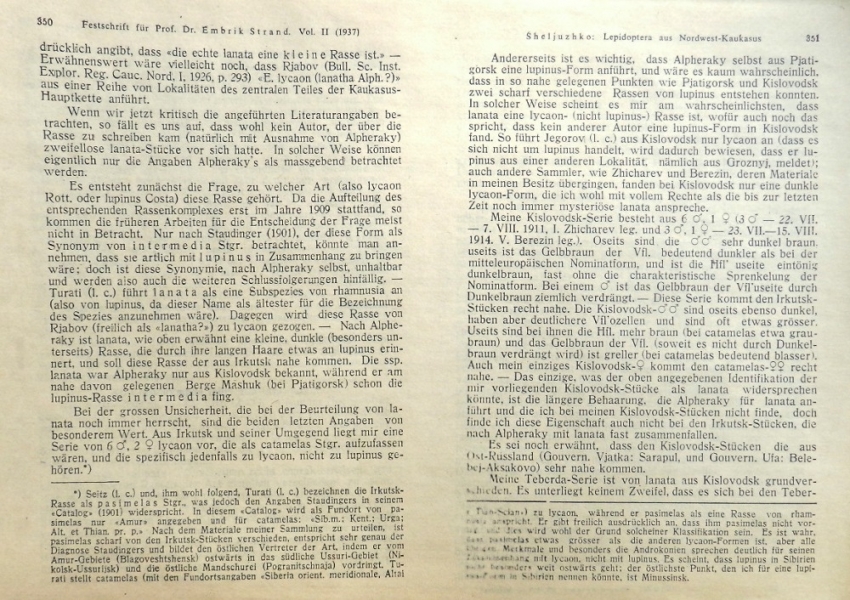 350
Festschrift für Prof. Dr. Embrik Strand. Vol. II (1937)
drücklich angibt, dass «die echte lanata eine kleine Rasse ist.» —
Erwähnenswert wäre vielleicht noch, dass Rjabov (Bull. Sc. Inst.
Explor. Reg. Cauc. Nord, I, 1926, p. 293) «E. lycaon (lanatha Alph.?)»
aus einer Reihe von Lokalitäten des zentralen Teiles der Kaukasus-
Hauptkette anführt.
Wenn wir jetzt kritisch die angeführten Literaturangaben be-
trachten, so fällt es uns auf, dass wohl kein Autor, der über die
Rasse zu schreiben kam (natürlich mit Ausnahme von Alpheraky)
zweifellose lanata-Stücke vor sich hatte. In solcher Weise können
eigentlich nur die Angaben Alpheraky's als massgebend betrachtet
werden.
Es entsteht zunächst die Frage, zu welcher Art (also lycaon
Rott. oder lupinus Costa) diese Rasse gehört. Da die Aufteilung des
entsprechenden Rassenkomplexes erst im Jahre 1909 stattfand, so
kommen die früheren Arbeiten für die Entscheidung der Frage meist
nicht in Betracht. Nur nach Staudinger (1901), der diese Form als
Synonym von intermedia Stgr. betrachtet, könnte man an-
nehmen, dass sie artlich mit lupinus in Zusammenhang zu bringen
wäre; doch ist diese Synonymie, nach Alpheraky selbst, unhaltbar
und werden also auch die weiteren Schlussfolgerungen hinfällig. —
Turati (l. c.) führt lanata als eine Subspezies von rhamnusia an
(also von lupinus, da dieser Name als ältester für die Bezeichnung
des Spezies anzunehmen wäre). Dagegen wird diese Rasse von
Rjabov (freilich als «lanatha?») zu lycaon gezogen. — Nach Alphe-
raky ist lanata, wie oben erwähnt eine kleine, dunkle (besonders un-
terseits) Rasse, die durch ihre langen Haare etwas an lupinus erin-
nert, und soll diese Rasse der aus Irkutsk nahe kommen. Die ssp.
lanata war Alpheraky nur aus Kislovodsk bekannt, während er am
nahe davon gelegenen Berge Mashuk (bei Pjatigorsk) schon die
lupinus-Rasse intermedia fing.
Bei der grossen Unsicherheit, die bei der Beurteilung von la-
nata noch immer herrscht, sind die beiden letzten Angaben von
besonderem Wert. Aus Irkutsk und seiner Umgegend liegt mir eine
Serie von 6 ♂, 2 ♀ lycaon vor, die als catamelas Stgr. aufzufassen
wären, und die spezifisch jedenfalls zu lycaon, nicht zu lupinus ge-
hören.*)
*) Seitz (l. c.) und, ihm wohl folgend, Turati (l. c.) bezeichnen die Irkutsk-
Rasse als pasimelas Stgr., was jedoch den Angaben Staudingers in seinem
«Catalog» (1901) widerspricht. In diesem «Catalog» wird als Fundort von pa-
simelas nur «Amur» angegeben und für catamelas: «Sib.m.; Kent.; Urga;
Alt. et Thian. pr. p.» Nach dem Materiale meiner Sammlung zu urteilen, ist
pasimelas scharf von den Irkutsk-Stücken verschieden, entspricht sehr genau der
Diagnose Staudingers und bildet den östlichen Vertreter der Art, indem er vom
Amur-Gebiete (Blagoveshtshensk) ostwärts in das südliche Ussuri-Gebiet (Ni-
kolsk-Ussurijsk) und die östliche Mandschurei (Pogranitschnaja) vordringt. Tu-
rati stellt catamelas (mit den Fundortsangaben «Siberia orient. meridionale, Altai
Sheljuzhko: Lepidoptera aus Nordwest-Kaukasus
351
Andererseits ist es wichtig, dass Alpheraky selbst aus Pjati-
gorsk eine lupinus-Form anführt, und wäre es kaum wahrscheinlich,
dass in so nahe gelegenen Punkten wie Pjatigorsk und Kislovodsk
zwei scharf verschiedene Rassen von lupinus entstehen konnten.
In solcher Weise scheint es mir am wahrscheinlichsten, dass
lanata eine lycaon- (nicht lupinus-) Rasse ist, wofür auch noch das
spricht, dass kein anderer Autor eine lupinus-Form in Kislovodsk
fand. So führt Jegorov (l. c.) aus Kislovodsk nur lycaon an (dass es
sich nicht um lupinus handelt, wird dadurch bewiesen, dass er lu-
pinus aus einer anderen Lokalität, nämlich aus Groznyj, meldet);
auch andere Sammler, wie Zhicharev und Berezin, deren Materiale
in meinen Besitz übergingen, fanden bei Kislovodsk nur eine dunkle
lycaon-Form, die ich wohl mit vollem Rechte als die bis zur letzten
Zeit noch immer mysteriöse lanata anspreche.
Meine Kislovodsk-Serie besteht aus 6 ♂, 1 ♀ (3 ♂ — 22. VII.
— 7. VIII. 1911, I. Zhicharev leg. und 3 ♂, 1 ♀ — 23. VII.—15. VIII.
1914. V. Berezin leg.). Oseits sind die ♂♂ sehr dunkel braun,
useits ist das Gelbbraun der Vfl. bedeutend dunkler als bei der
mitteleuropäischen Nominatform, und ist die Hfl' useite eintönig
dunkelbraun, fast ohne die charakteristische Sprenkelung der
Nominatform. Bei einem ♂ ist das Gelbbraun der Vfl'useite durch
Dunkelbraun ziemlich verdrängt. — Diese Serie kommt den Irkutsk-
Stücken recht nahe. Die Kislovodsk-♂♂ sind oseits ebenso dunkel,
haben aber deutlichere Vfl'ozellen und sind oft etwas grösser.
Useits sind bei ihnen die Hfl. mehr braun (bei catamelas etwa grau-
braun) und das Gelbbraun der Vfl. (soweit es nicht durch Dunkel-
braun verdrängt wird) ist greller (bei catamelas bedeutend blasser).
Auch mein einziges Kislovodsk-♀ kommt den catamelas-♀♀ recht
nahe. — Das einzige, was der oben angegebenen Identifikation der
mir vorliegenden Kislovodsk-Stücke als lanata widersprechen
könnte, ist die längere Behaarung, die Alpheraky für lanata an-
führt und die ich bei meinen Kislovodsk-Stücken nicht finde, doch
finde ich diese Eigenschaft auch nicht bei den Irkutsk-Stücken, die
nach Alpheraky mit lanata fast zusammenfallen.
Es sei noch erwähnt, dass den Kislovodsk-Stücken die aus
Ost-Russland (Gouvern. Vjatka: Sarapul, und Gouvern. Ufa: Bele-
bej-Aksakovo) sehr nahe kommen.
Meine Teberda-Serie ist von lanata aus Kislovodsk grundver-
schieden. Es unterliegt keinem Zweifel, dass es sich bei den Teber-
zu lycaon, während er pasimelas als eine Rasse von rham-
anspricht. Er gibt freilich ausdrücklich an, dass ihm pasimelas nicht vor-
wird wohl der Grund solcheiner Klassifikation sein. Es ist wahr,
pasimelas etwas grösser als die anderen lycaon-Formen ist, aber alle
Merkmale und besonders die Androkonien sprechen deutlich für seinen
mit lycaon, nicht mit lupinus. Es scheint, dass lupinus in Sibirien
besonders weit ostwärts geht; der östlichste Punkt, den ich für eine lupi-
in Sibirien nennen könnte, ist Minussinsk.